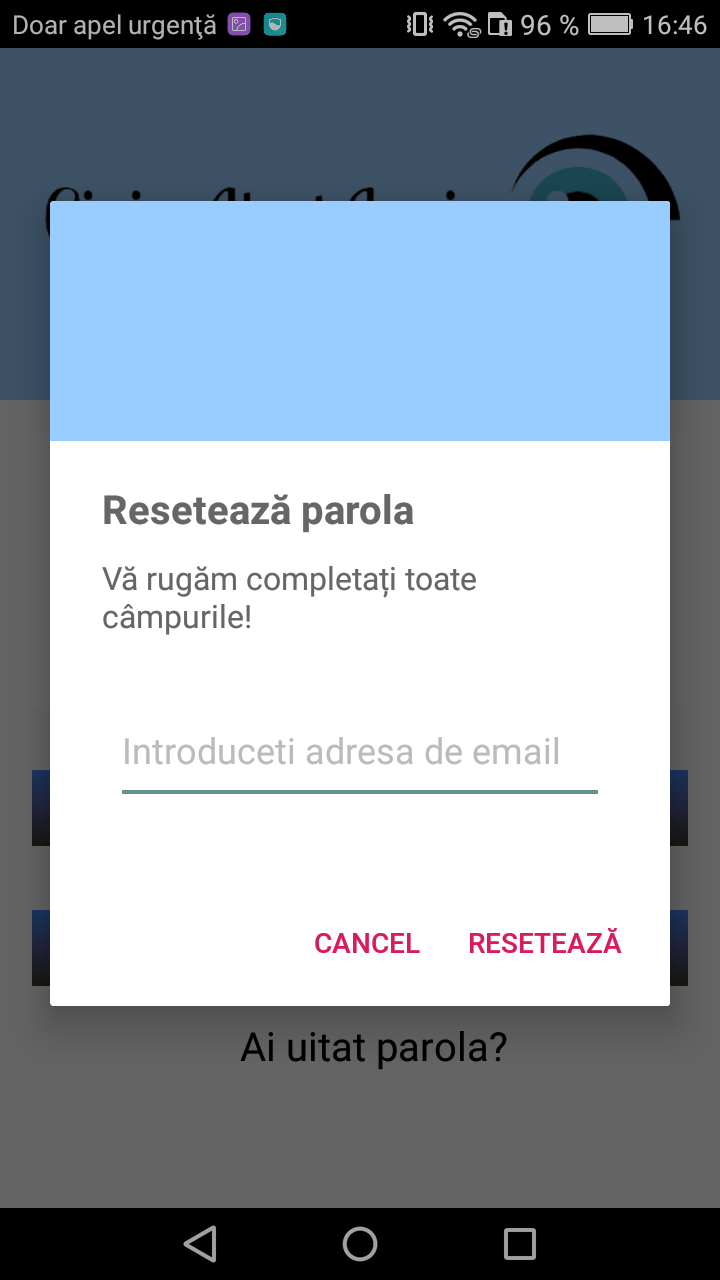 Doar apel urgenţă 96 % 16:46
Resetează parola
Vă rugăm completați toate
câmpurile!
Introduceti adresa de email
CANCEL RESETEAZĂ
Ai uitat parola?